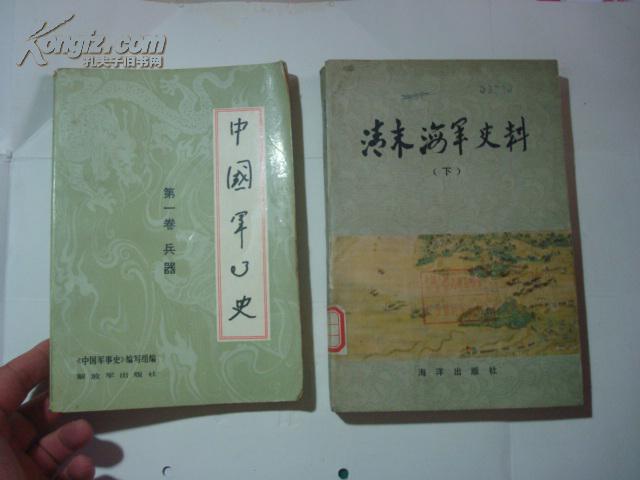 Kongfz.com
孔夫子旧书网
中國军事史
第一卷 兵器
《中国军事史》编写组编
解放军出版社
清末海军史料
(下)
海洋出版社